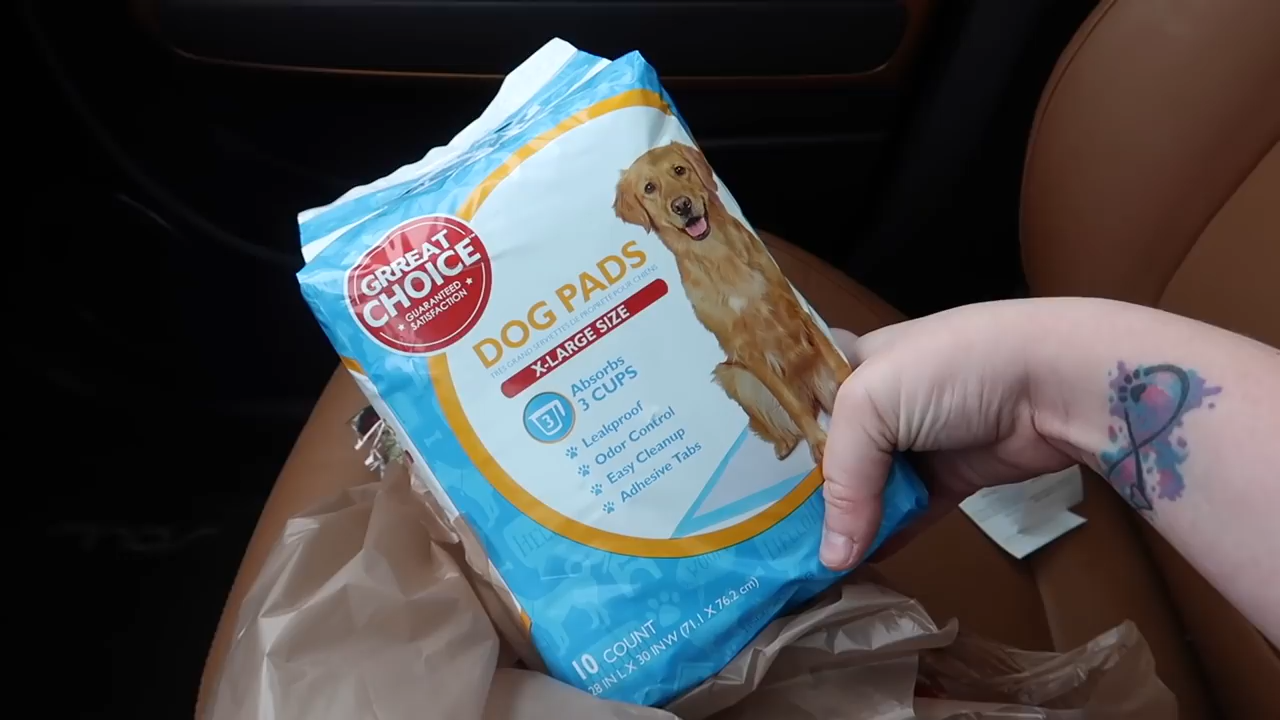 GRREAT
CHOICE
GUARANTEED
SATISFACTION
DOG PADS
X-LARGE SIZE
3
Absorbs
3 CUPS
Leakproof
Odor Control
Easy Cleanup
Adhesive Tabs
10 COUNT
28 IN L X 30 IN W (71.1 X 76.2 cm)